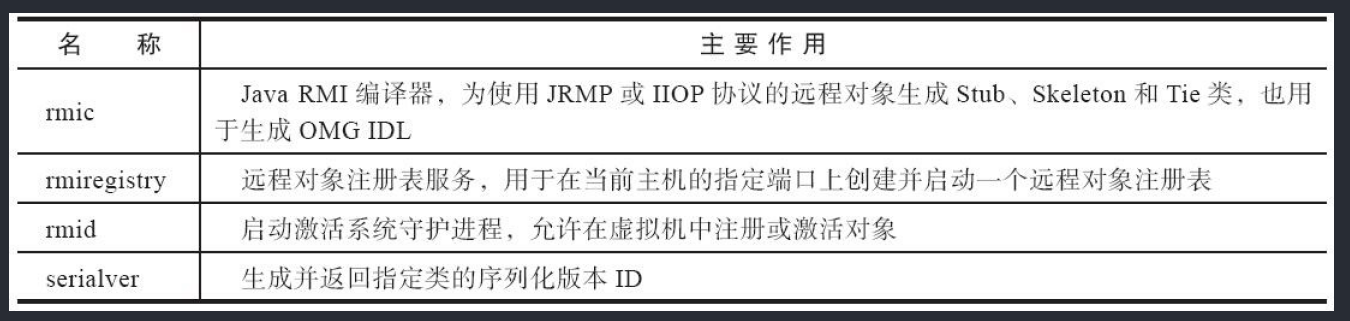 名 称 主要作用
rmic Java RMI 编译器，为使用 JRMP 或 IIOP 协议的远程对象生成 Stub、Skeleton 和 Tie 类，也用
于生成 OMG IDL
rmiregistry 远程对象注册表服务，用于在当前主机的指定端口上创建并启动一个远程对象注册表
rmid 启动激活系统守护进程，允许在虚拟机中注册或激活对象
serialver 生成并返回指定类的序列化版本 ID